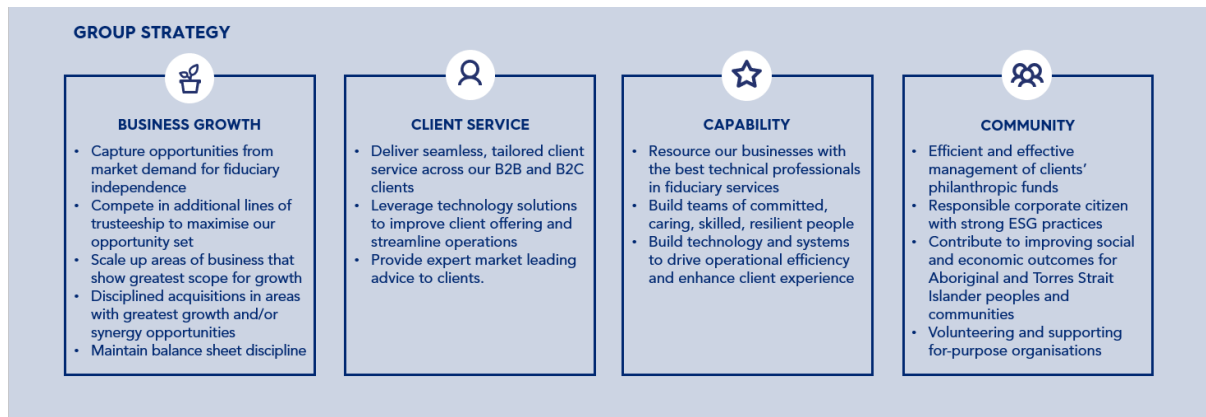 GROUP STRATEGY
BUSINESS GROWTH
• Capture opportunities from
market demand for fiduciary
independence
• Compete in additional lines of
trusteeship to maximise our
opportunity set
• Scale up areas of business that
show greatest scope for growth
• Disciplined acquisitions in areas
with greatest growth and/or
synergy opportunities
• Maintain balance sheet discipline
CLIENT SERVICE
• Deliver seamless, tailored client
service across our B2B and B2C
clients
• Leverage technology solutions
to improve client offering and
streamline operations
• Provide expert market leading
advice to clients.
CAPABILITY
• Resource our businesses with
the best technical professionals
in fiduciary services
• Build teams of committed,
caring, skilled, resilient people
• Build technology and systems
to drive operational efficiency
and enhance client experience
COMMUNITY
• Efficient and effective
management of clients'
philanthropic funds
• Responsible corporate citizen
with strong ESG practices
• Contribute to improving social
and economic outcomes for
Aboriginal and Torres Strait
Islander peoples and
communities
• Volunteering and supporting
for-purpose organisations